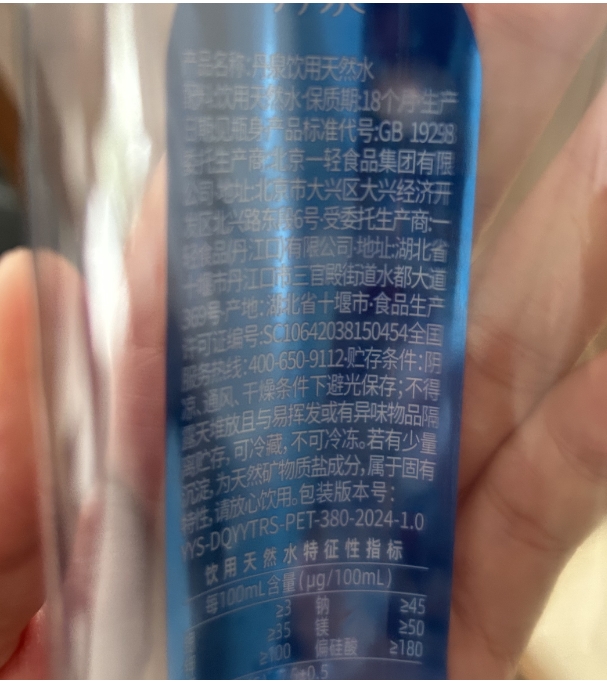 产品名称:丹泉饮用天然水
饮用天然水·保质期:18个月·生产
日期见瓶身·产品标准代号:GB 19298
委托生产商:北京一轻食品集团有限
公司·地址:北京市大兴区大兴经济开
发区北兴路东段6号·受委托生产商:一
轻食品(丹江口)有限公司·地址:湖北省
十堰市丹江口市三官殿街道水都大道
369号·产地:湖北省十堰市·食品生产
许可证编号:SC10642038150454全国
服务热线:400-650-9112·贮存条件:阴
凉、通风、干燥条件下避光保存;不得
露天堆放且与易挥发或有异味物品隔
离贮存,可冷藏,不可冷冻。若有少量
沉淀,为天然矿物质盐成分,属于固有
特性,请放心饮用。包装版本号:
YYS-DQYYTRS-PET-380-2024-1.0
饮用天然水特征性指标
每100mL含量(μg/100mL)
≥3 钠 ≥45
≥35 镁 ≥50
≥100 偏硅酸 ≥180
±0.5